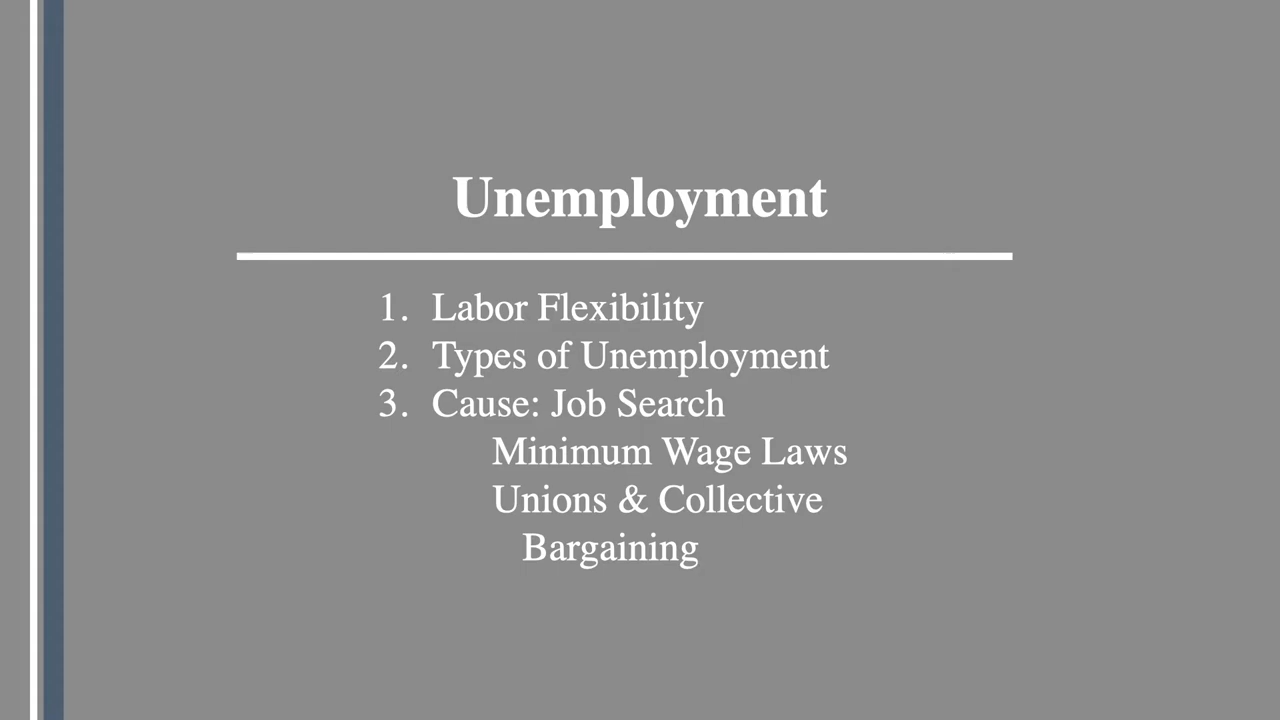 Unemployment
1. Labor Flexibility
2. Types of Unemployment
3. Cause: Job Search
Minimum Wage Laws
Unions & Collective
Bargaining